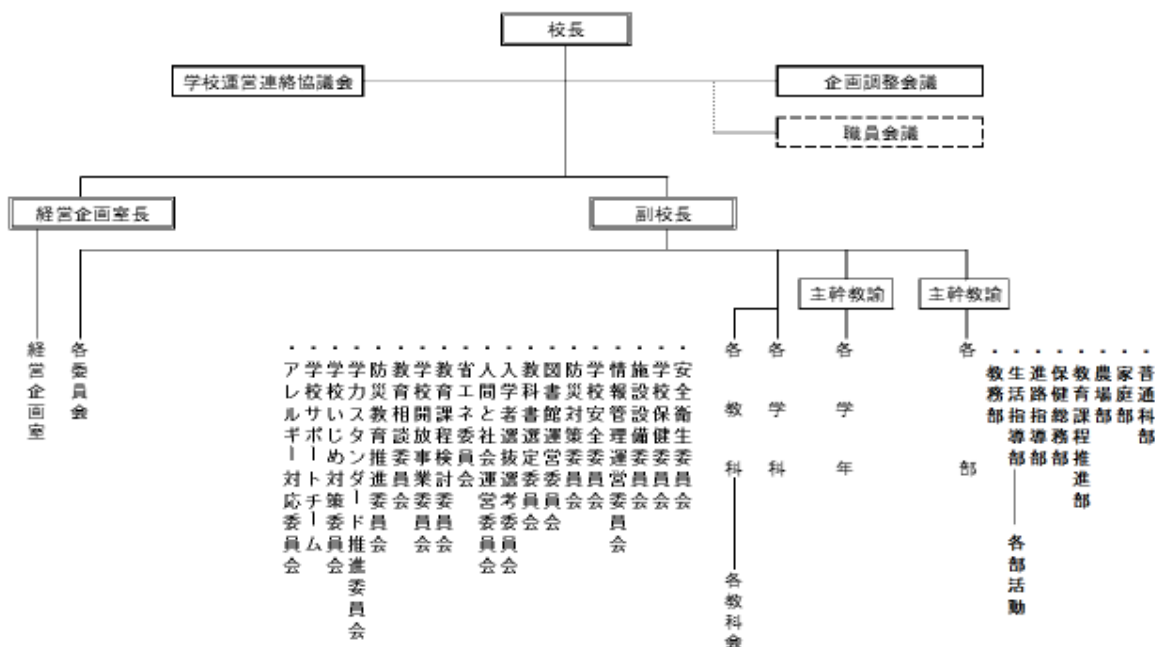 校長
学校運営連絡協議会
企画調整会議
職員会議
経営企画室長
副校長
主幹教諭
主幹教諭
経営企画室
各委員会
・安全衛生委員会
・学校保健委員会
・施設設備委員会
・情報管理運営委員会
・学校安全委員会
・防災対策委員会
・図書館運営委員会
・教科書選定委員会
・入学者選抜選考委員会
・人間と社会運営委員会
・省エネ委員会
・教育課程検討委員会
・学校開放事業委員会
・教育相談委員会
・防災教育推進委員会
・学力スタンダード推進委員会
・学校いじめ対策委員会
・学校サポートチーム
・アレルギー対応委員会
各教科
各教科会
各学科
各学年
各部
・普通科部
・家庭部
・農場部
・教育課程推進部
・保健総務部
・進路指導部
・生活指導部
各部活動
・教務部